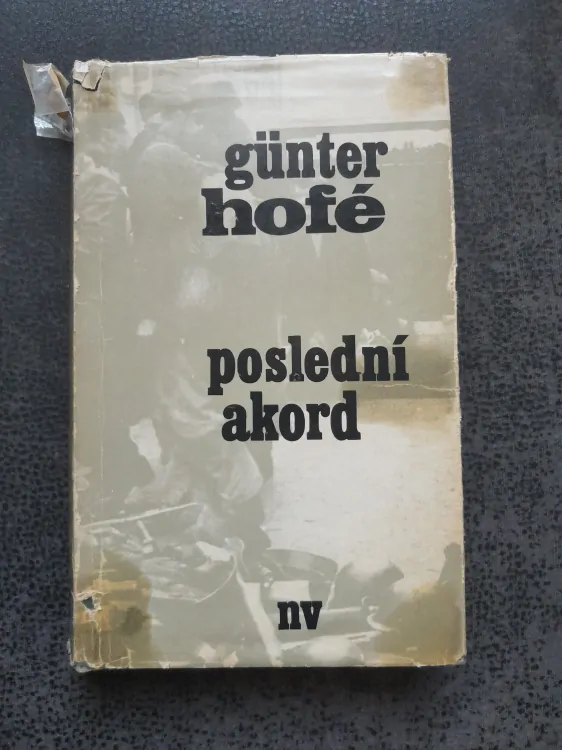 günter
hofé
poslední
akord
nv